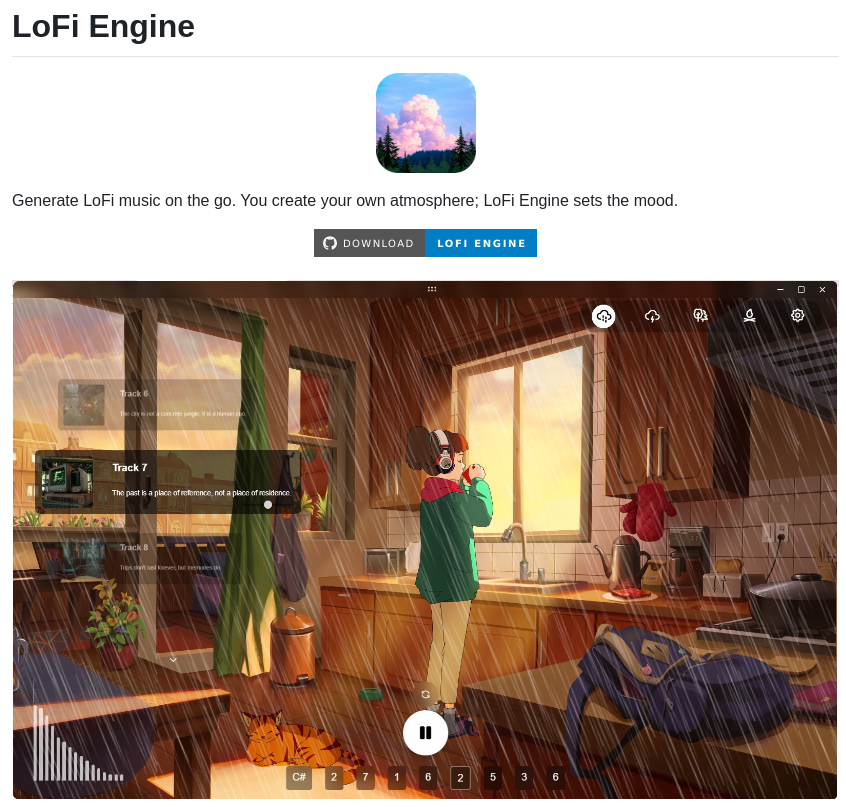 LoFi Engine
Generate LoFi music on the go. You create your own atmosphere; LoFi Engine sets the mood.
DOWNLOAD LOFI ENGINE
Track 6
The city is not a concrete jungle, it is a human zoo.
Track 7
The past is a place of reference, not a place of residence.
Track 8
Trips don't last forever, but memories do.
C# 2 7 1 6 2 5 3 6